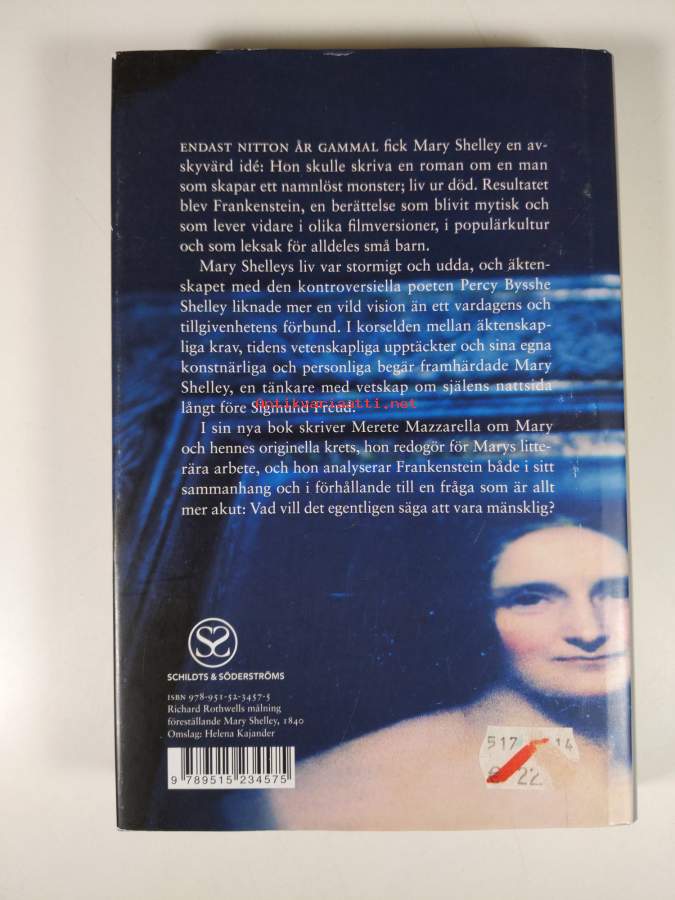 ENDAST NITTON ÅR GAMMAL fick Mary Shelley en av-
skyvärd idé: Hon skulle skriva en roman om en man
som skapar ett namnlöst monster; liv ur död. Resultatet
blev Frankenstein, en berättelse som blivit mytisk och
som lever vidare i olika filmversioner, i populärkultur
och som leksak för alldeles små barn.
Mary Shelleys liv var stormigt och udda, och äkten-
skapet med den kontroversiella poeten Percy Bysshe
Shelley liknade mer en vild vision än ett vardagens och
tillgivenhetens förbund. I korselden mellan äktenskap-
liga krav, tidens vetenskapliga upptäckter och sina egna
konstnärliga och personliga begär framhärdade Mary
Shelley, en tänkare med vetskap om själens nattsida
långt före Sigmund Freud.
Antikvariaatti.net
I sin nya bok skriver Merete Mazzarella om Mary
och hennes originella krets, hon redogör för Marys litte-
rära arbete, och hon analyserar Frankenstein både i sitt
sammanhang och i förhållande till en fråga som är allt
mer akut: Vad vill det egentligen säga att vara mänsklig?
SCHILDTS & SÖDERSTRÖMS
ISBN 978-951-52-3457-5
Richard Rothwells målning
föreställande Mary Shelley, 1840
Omslag: Helena Kajander
9 789515 234575
517 14
22